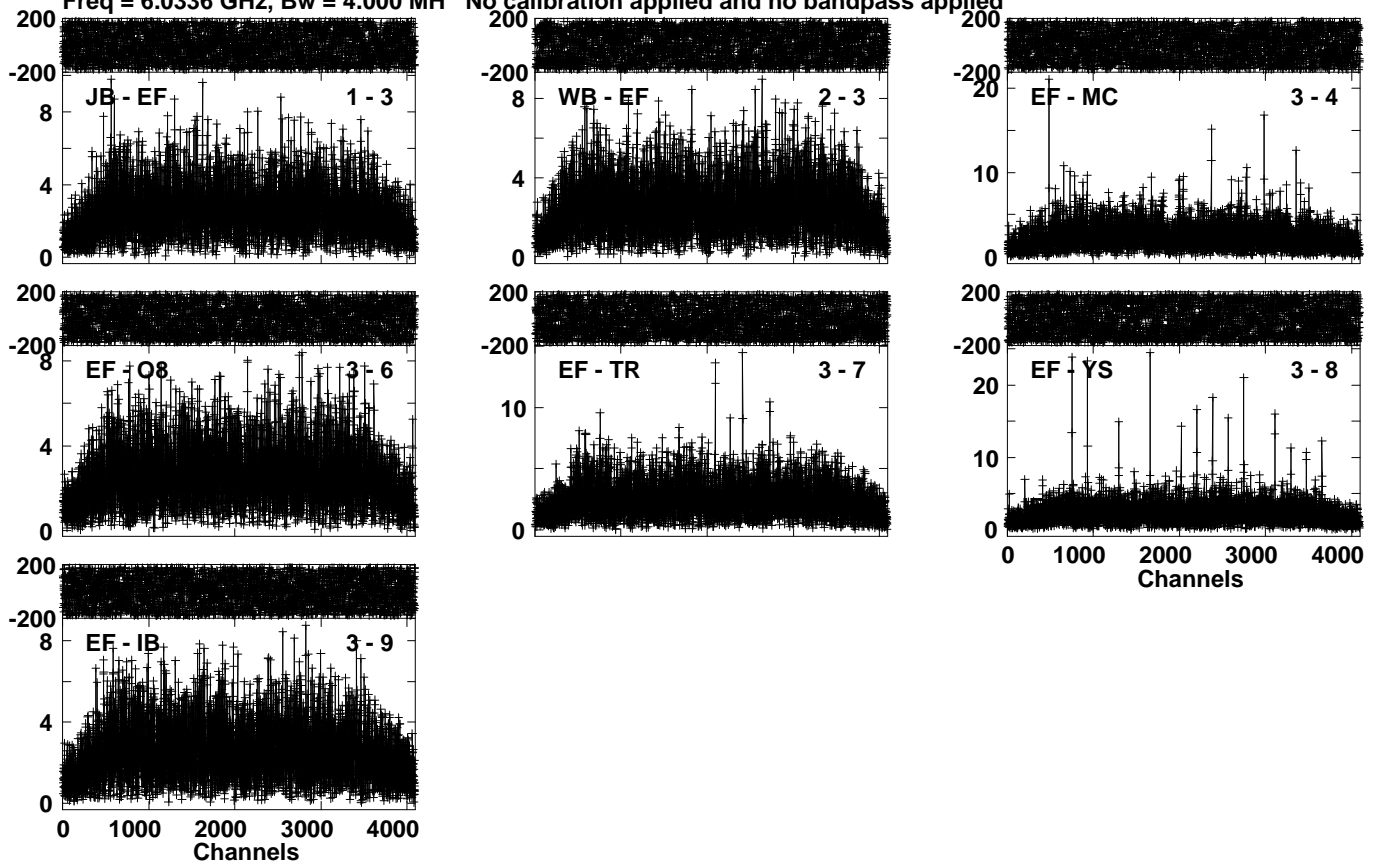 Freq = 6.0336 GHz, Bw = 4.000 MH No calibration applied and no bandpass applied
200
-200
JB - EF 1 - 3
8
4
0
WB - EF 2 - 3
8
4
0
200
-200
EF - MC 3 - 4
20
10
0
200
-200
EF - O8 3 - 6
8
4
0
EF - TR 3 - 7
10
0
200
-200
EF - YS 3 - 8
20
10
0
0 1000 2000 3000 4000
Channels
200
-200
EF - IB 3 - 9
8
4
0
0 1000 2000 3000 4000
Channels